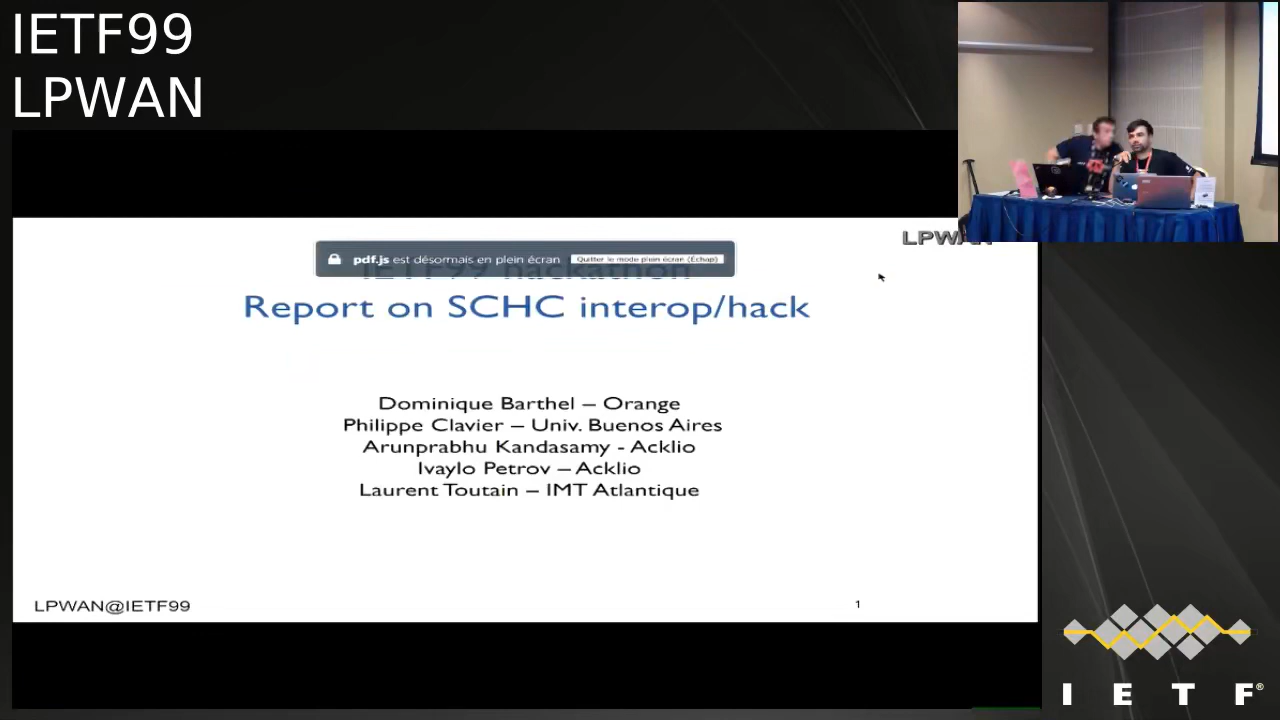 IETF99
LPWAN
LPWAN
pdf.js est désormais en plein écran Quitter le mode plein écran (Échap)
IETF99 hackathon
Report on SCHC interop/hack
Dominique Barthel – Orange
Philippe Clavier – Univ. Buenos Aires
Arunprabhu Kandasamy - Acklio
Ivaylo Petrov – Acklio
Laurent Toutain – IMT Atlantique
LPWAN@IETF99
1
I E T F®